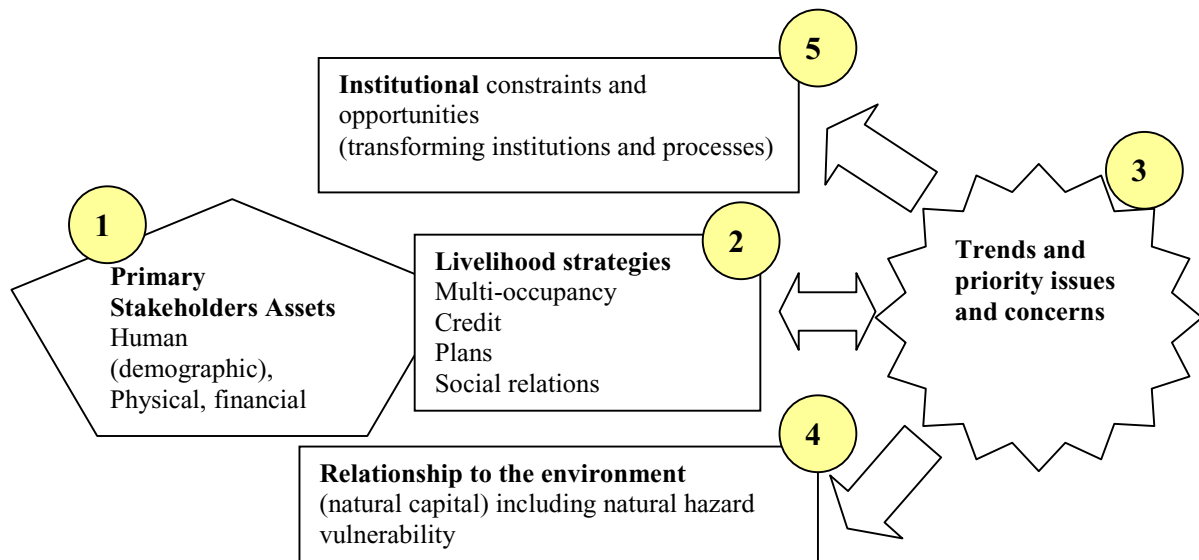 5
Institutional constraints and
opportunities
(transforming institutions and processes)
3
Trends and
priority issues
and concerns
1
Primary
Stakeholders Assets
Human
(demographic),
Physical, financial
2
Livelihood strategies
Multi-occupancy
Credit
Plans
Social relations
4
Relationship to the environment
(natural capital) including natural hazard
vulnerability